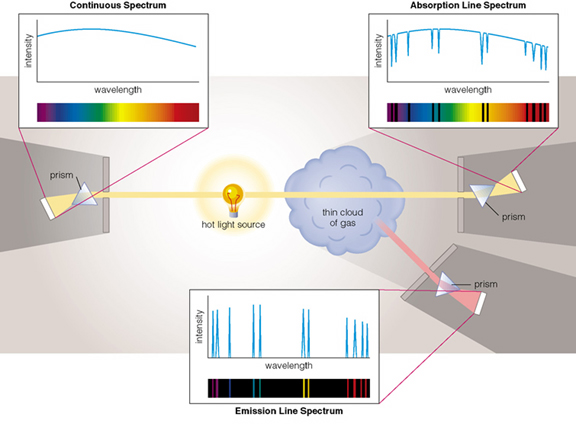 Continuous Spectrum
intensity
wavelength
Absorption Line Spectrum
intensity
wavelength
prism
hot light source
thin cloud
of gas
prism
prism
intensity
wavelength
Emission Line Spectrum